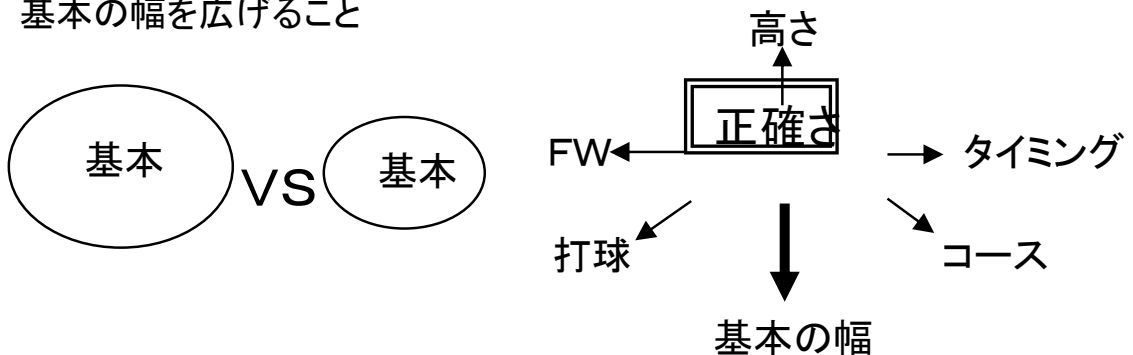 基本の幅を広げること
高さ
正確さ
FW
タイミング
基本
VS
基本
打球
コース
基本の幅